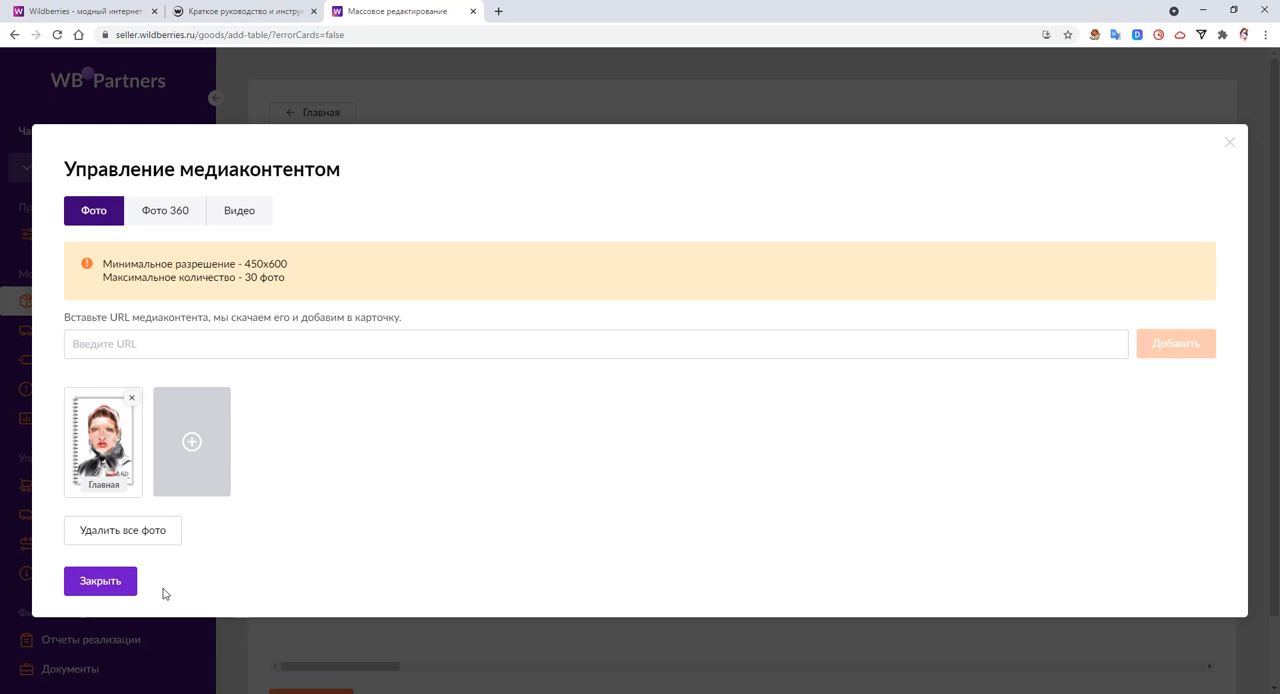 Wildberries - модный интернет
Краткое руководство и инстру
Массовое редактирование
seller.wildberries.ru/goods/add-table/?errorCards=false
WB Partners
Главная
Управление медиаконтентом
Фото
Фото 360
Видео
Минимальное разрешение - 450x600
Максимальное количество - 30 фото
Вставьте URL медиаконтента, мы скачаем его и добавим в карточку.
Введите URL
Добавить
Главная
Удалить все фото
Закрыть
Отчеты реализации
Документы